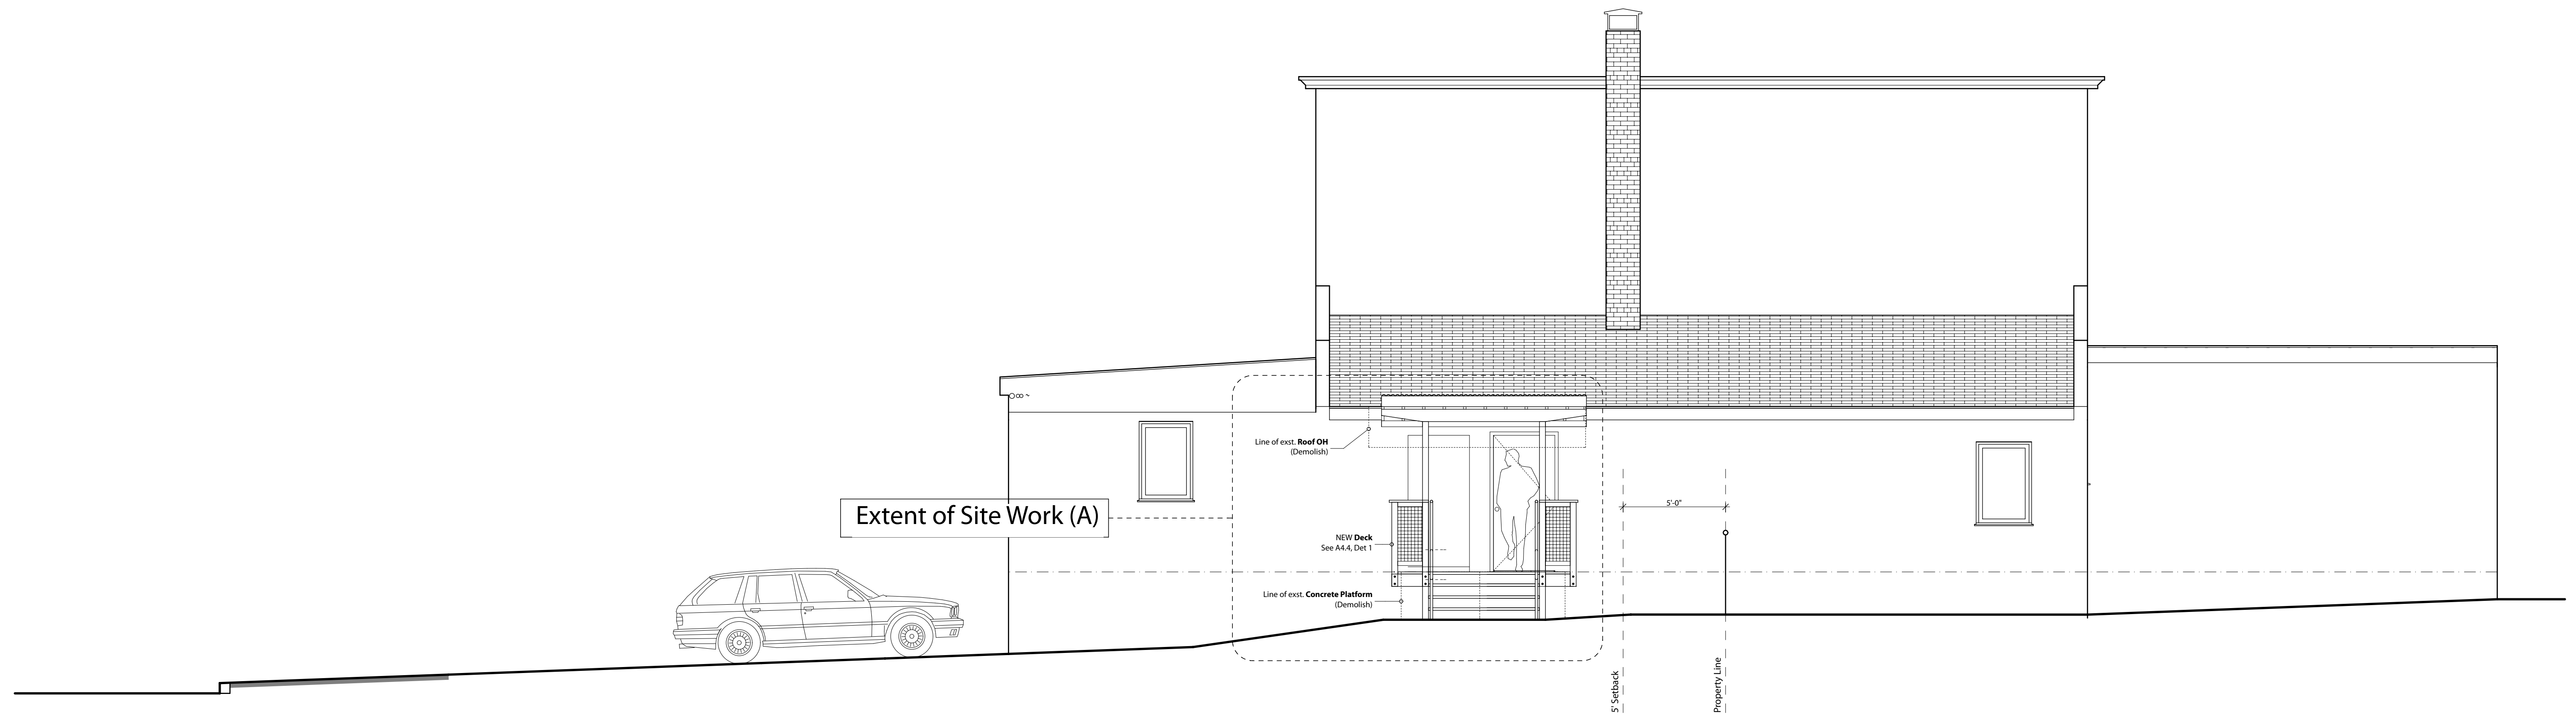 Line of exst. Roof OH
(Demolish)
Extent of Site Work (A)
5'-0"
NEW Deck
See A4.4, Det 1
Line of exst. Concrete Platform
(Demolish)
5' Setback
Property Line